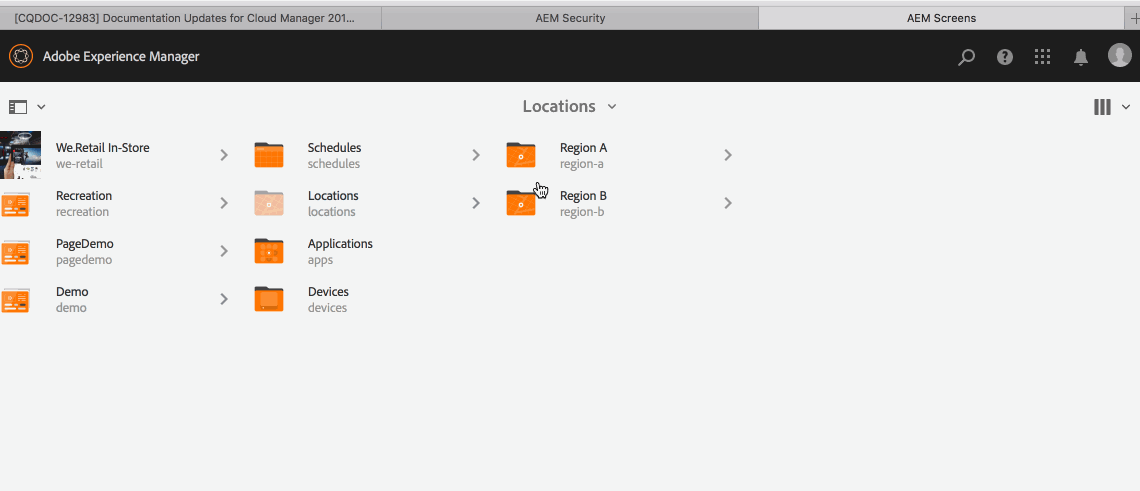 [CQDOC-12983] Documentation Updates for Cloud Manager 201...
AEM Security
AEM Screens
Adobe Experience Manager
Locations
We.Retail In-Store
we-retail
Recreation
recreation
PageDemo
pagedemo
Demo
demo
Schedules
schedules
Locations
locations
Applications
apps
Devices
devices
Region A
region-a
Region B
region-b